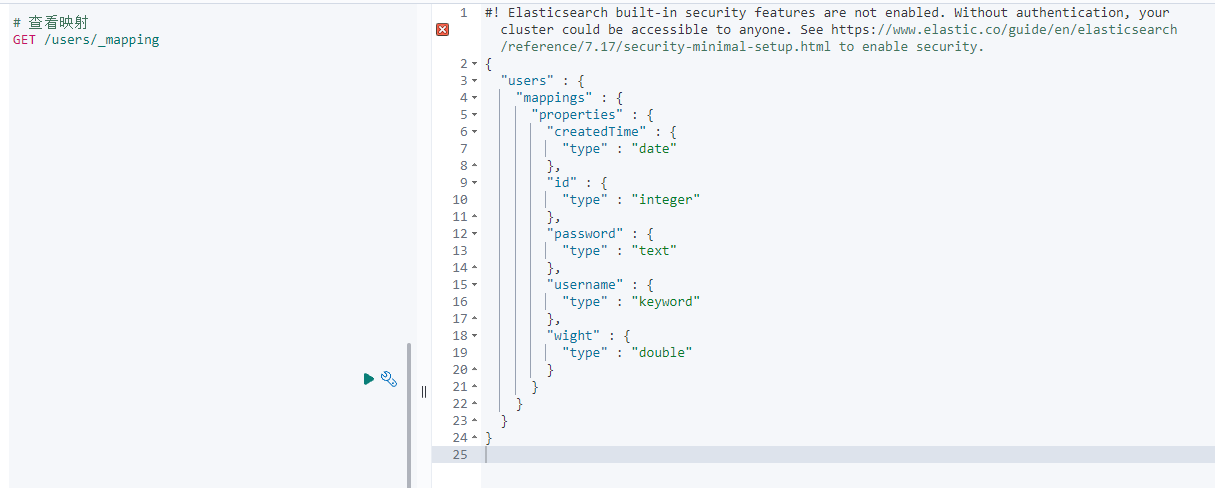 # 查看映射
GET /users/_mapping
1 #! Elasticsearch built-in security features are not enabled. Without authentication, your
cluster could be accessible to anyone. See https://www.elastic.co/guide/en/elasticsearch
/reference/7.17/security-minimal-setup.html to enable security.
2 {
3 "users" : {
4 "mappings" : {
5 "properties" : {
6 "createdTime" : {
7 "type" : "date"
8 },
9 "id" : {
10 "type" : "integer"
11 },
12 "password" : {
13 "type" : "text"
14 },
15 "username" : {
16 "type" : "keyword"
17 },
18 "wight" : {
19 "type" : "double"
20 }
21 }
22 }
23 }
24 }
25